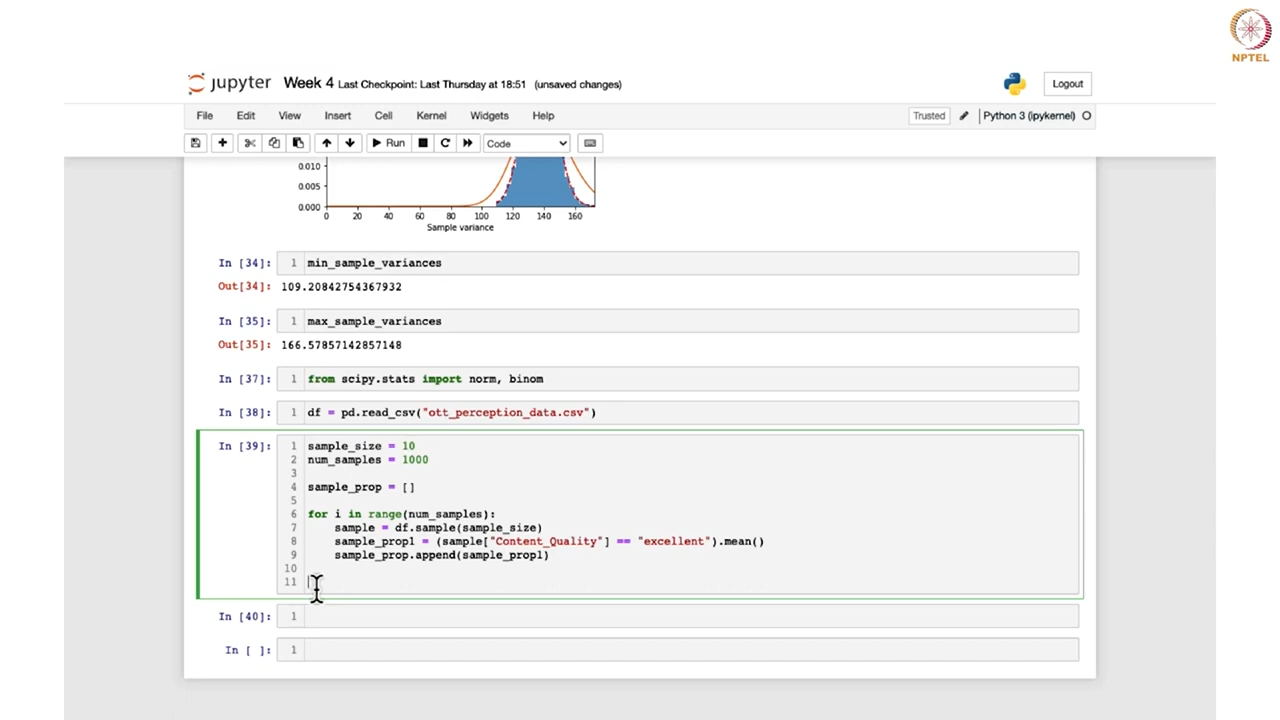 NPTEL
jupyter Week 4 Last Checkpoint: Last Thursday at 18:51 (unsaved changes) Logout
File Edit View Insert Cell Kernel Widgets Help Trusted Python 3 (ipykernel)
Run Code
0.010
0.005
0.000
0 20 40 60 80 100 120 140 160
Sample variance
In [34]: 1 min_sample_variances
Out[34]: 109.20842754367932
In [35]: 1 max_sample_variances
Out[35]: 166.57857142857148
In [37]: 1 from scipy.stats import norm, binom
In [38]: 1 df = pd.read_csv("ott_perception_data.csv")
In [39]: 1 sample_size = 10
2 num_samples = 1000
3
4 sample_prop = []
5
6 for i in range(num_samples):
7 sample = df.sample(sample_size)
8 sample_prop1 = (sample["Content_Quality"] == "excellent").mean()
9 sample_prop.append(sample_prop1)
10
11
In [40]: 1
In [ ]: 1